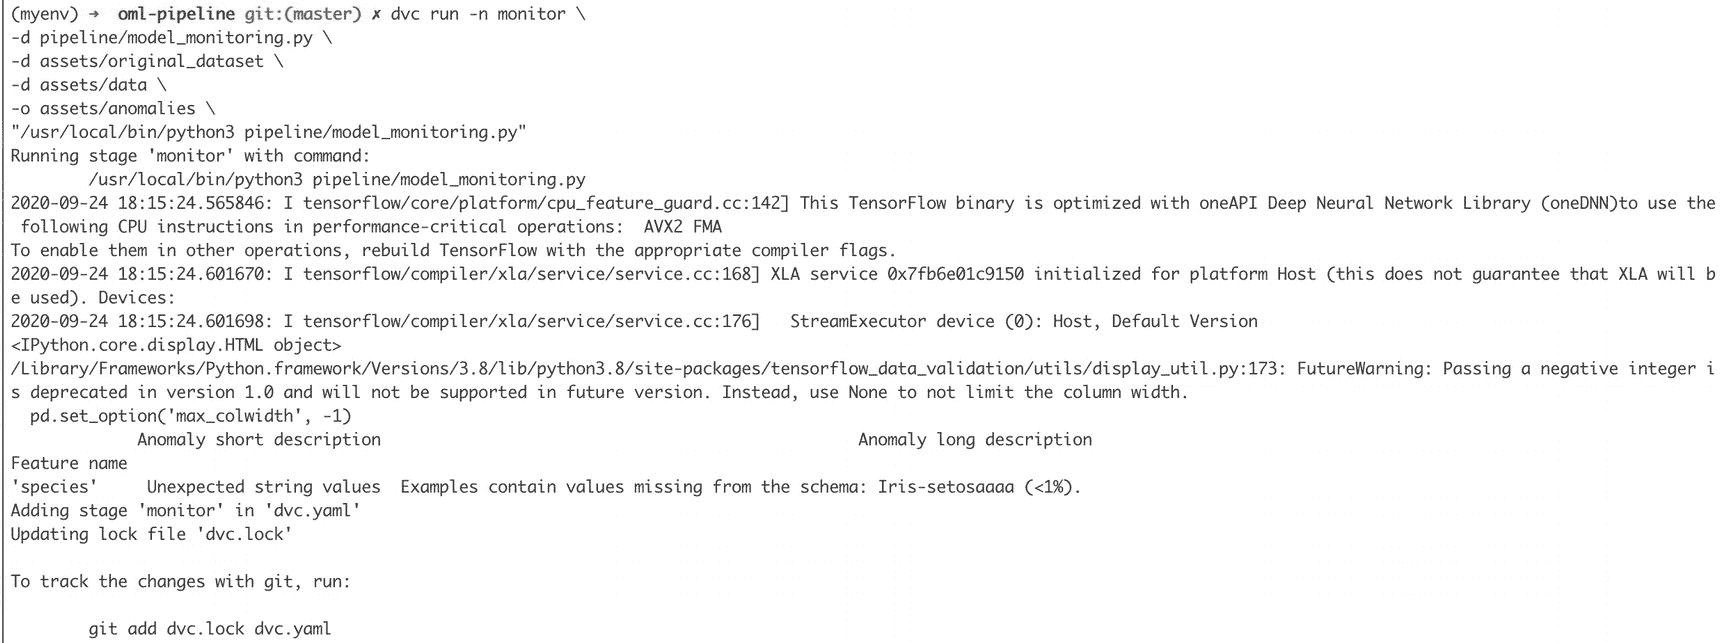 (myenv) ➜  oml-pipeline git:(master) ✗ dvc run -n monitor \
-d pipeline/model_monitoring.py \
-d assets/original_dataset \
-d assets/data \
-o assets/anomalies \
"/usr/local/bin/python3 pipeline/model_monitoring.py"
Running stage 'monitor' with command:
        /usr/local/bin/python3 pipeline/model_monitoring.py
2020-09-24 18:15:24.565846: I tensorflow/core/platform/cpu_feature_guard.cc:142] This TensorFlow binary is optimized with oneAPI Deep Neural Network Library (oneDNN)to use the
 following CPU instructions in performance-critical operations:  AVX2 FMA
To enable them in other operations, rebuild TensorFlow with the appropriate compiler flags.
2020-09-24 18:15:24.601670: I tensorflow/compiler/xla/service/service.cc:168] XLA service 0x7fb6e01c9150 initialized for platform Host (this does not guarantee that XLA will b
e used). Devices:
2020-09-24 18:15:24.601698: I tensorflow/compiler/xla/service/service.cc:176]   StreamExecutor device (0): Host, Default Version
<IPython.core.display.HTML object>
/Library/Frameworks/Python.framework/Versions/3.8/lib/python3.8/site-packages/tensorflow_data_validation/utils/display_util.py:173: FutureWarning: Passing a negative integer i
s deprecated in version 1.0 and will not be supported in future version. Instead, use None to not limit the column width.
  pd.set_option('max_colwidth', -1)
             Anomaly short description                                                 Anomaly long description
Feature name
'species'     Unexpected string values  Examples contain values missing from the schema: Iris-setosaaaa (<1%).
Adding stage 'monitor' in 'dvc.yaml'
Updating lock file 'dvc.lock'

To track the changes with git, run:

        git add dvc.lock dvc.yaml